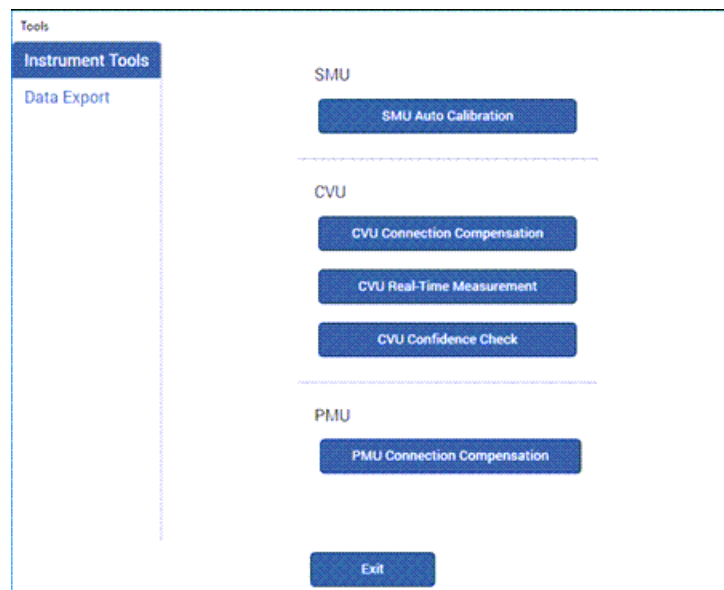 Tools
Instrument Tools
Data Export
SMU
SMU Auto Calibration
CVU
CVU Connection Compensation
CVU Real-Time Measurement
CVU Confidence Check
PMU
PMU Connection Compensation
Exit